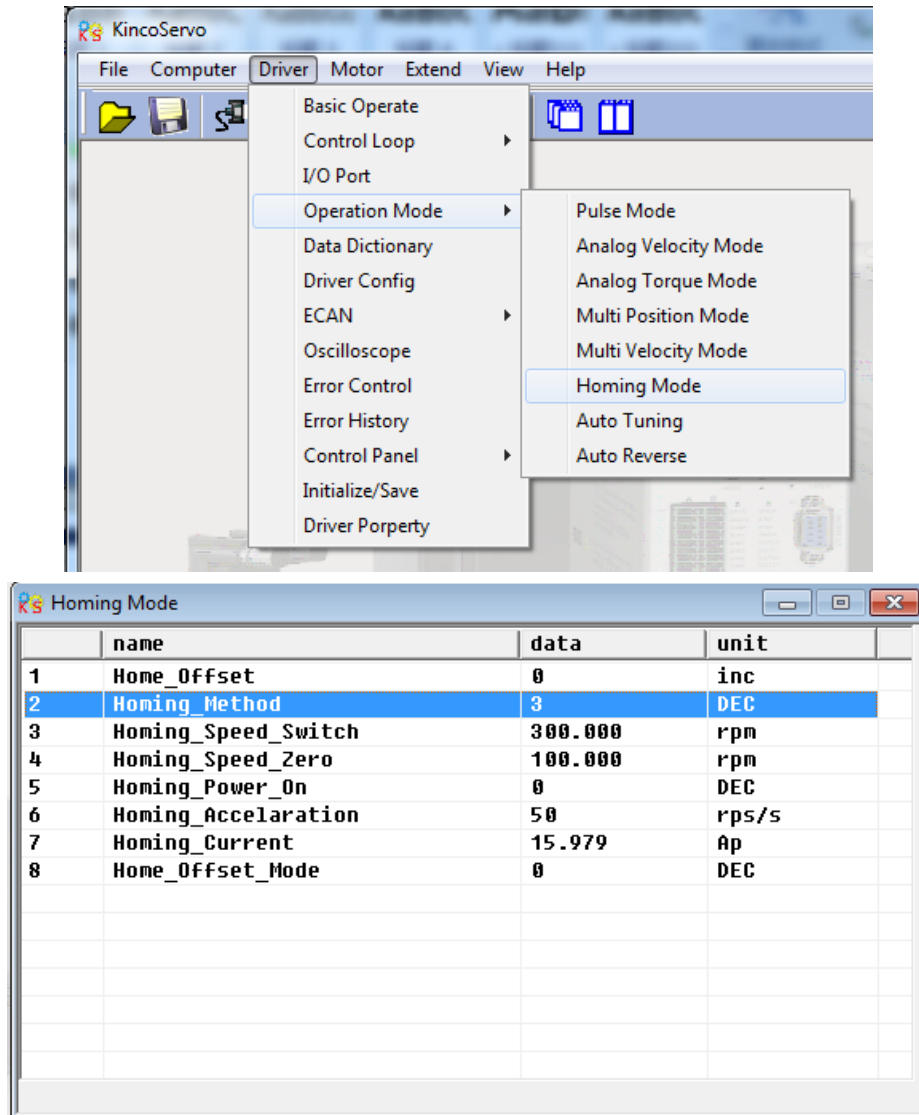 KincoServo
File Computer Driver Motor Extend View Help
Basic Operate
Control Loop
I/O Port
Operation Mode
Data Dictionary
Driver Config
ECAN
Oscilloscope
Error Control
Error History
Control Panel
Initialize/Save
Driver Porperty
Pulse Mode
Analog Velocity Mode
Analog Torque Mode
Multi Position Mode
Multi Velocity Mode
Homing Mode
Auto Tuning
Auto Reverse
Homing Mode
name data unit
1 Home_Offset 0 inc
2 Homing_Method 3 DEC
3 Homing_Speed_Switch 300.000 rpm
4 Homing_Speed_Zero 100.000 rpm
5 Homing_Power_On 0 DEC
6 Homing_Accelaration 50 rps/s
7 Homing_Current 15.979 Ap
8 Home_Offset_Mode 0 DEC